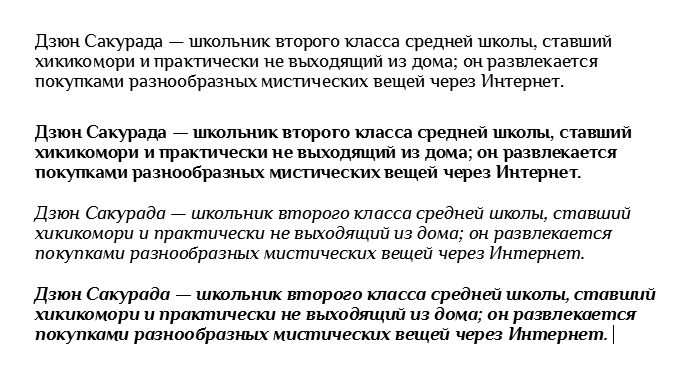 Дзюн Сакурада — школьник второго класса средней школы, ставший
хикикомори и практически не выходящий из дома; он развлекается
покупками разнообразных мистических вещей через Интернет.
Дзюн Сакурада — школьник второго класса средней школы, ставший
хикикомори и практически не выходящий из дома; он развлекается
покупками разнообразных мистических вещей через Интернет.
Дзюн Сакурада — школьник второго класса средней школы, ставший
хикикомори и практически не выходящий из дома; он развлекается
покупками разнообразных мистических вещей через Интернет.
Дзюн Сакурада — школьник второго класса средней школы, ставший
хикикомори и практически не выходящий из дома; он развлекается
покупками разнообразных мистических вещей через Интернет.